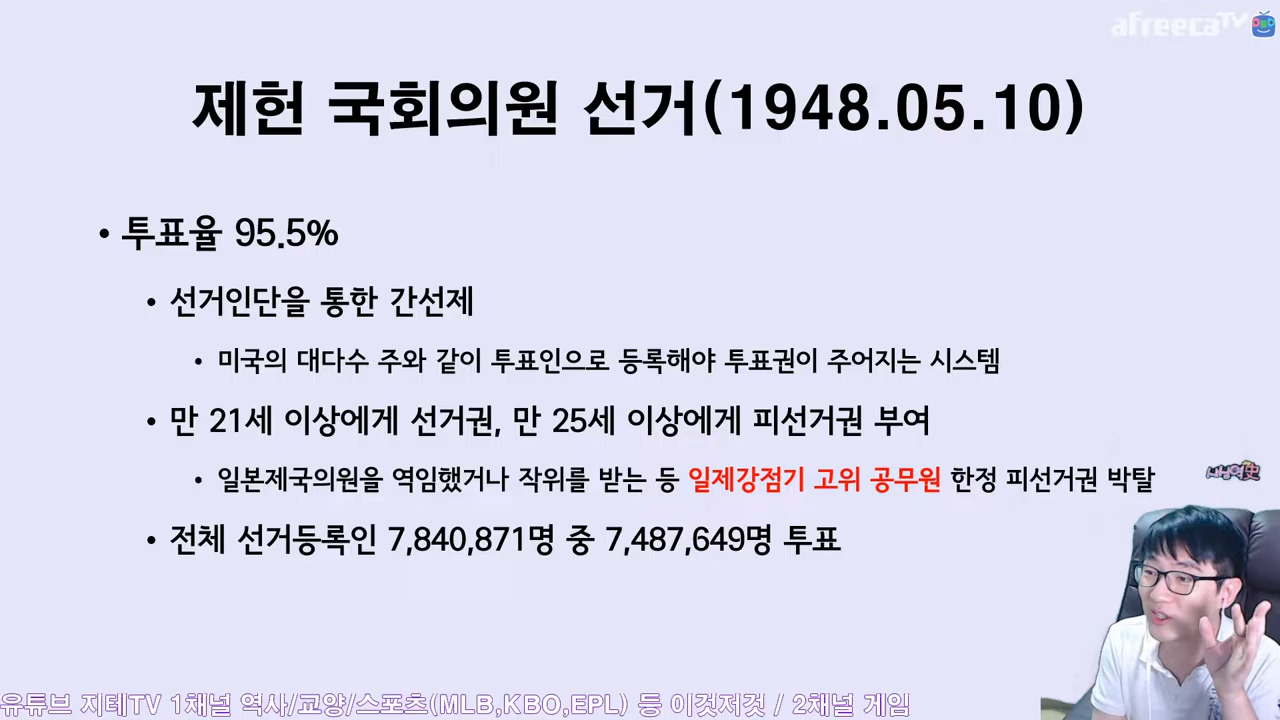 afreecaTV
제헌 국회의원 선거(1948.05.10)
• 투표율 95.5%
• 선거인단을 통한 간선제
• 미국의 대다수 주와 같이 투표인으로 등록해야 투표권이 주어지는 시스템
• 만 21세 이상에게 선거권, 만 25세 이상에게 피선거권 부여
• 일본제국의원을 역임했거나 작위를 받는 등 일제강점기 고위 공무원 한정 피선거권 박탈
• 전체 선거등록인 7,840,871명 중 7,487,649명 투표
유튜브 지테TV 1채널 역사/교양/스포츠(MLB,KBO,EPL) 등 이것저것 / 2채널 게임